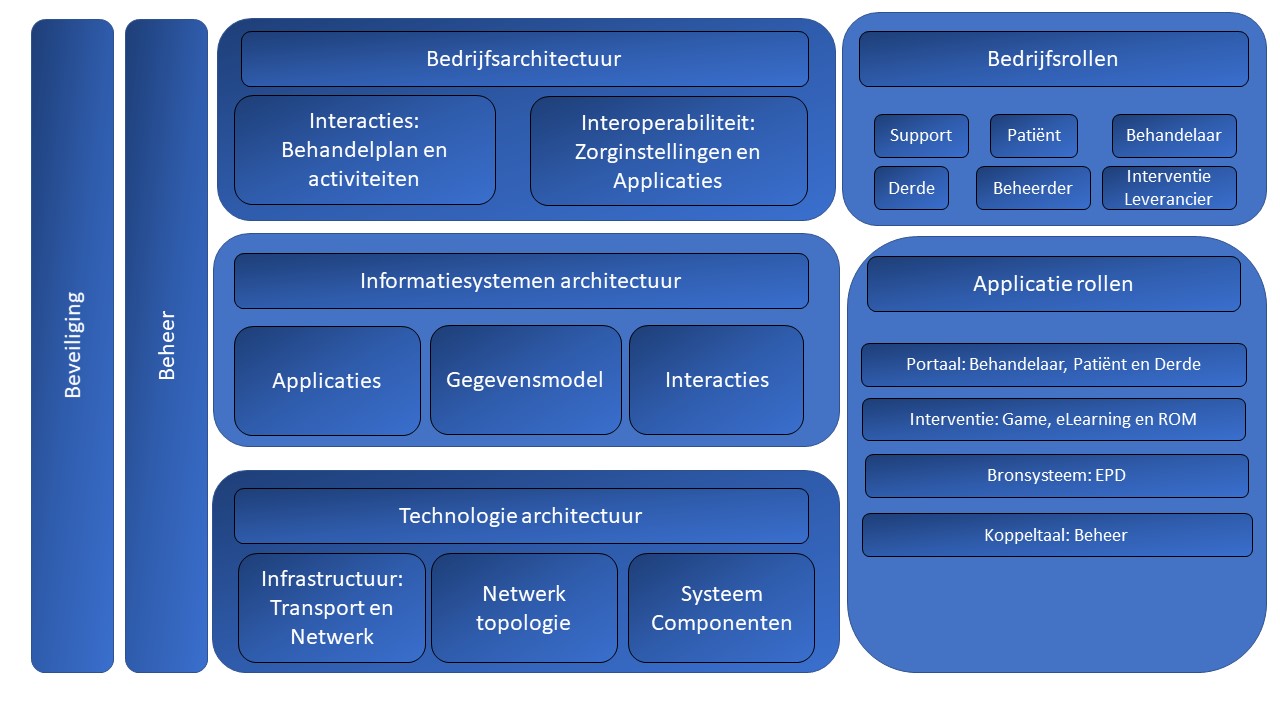 Beveiliging
Beheer
Bedrijfsarchitectuur
Interacties:
Behandelplan en
activiteiten
Interoperabiliteit:
Zorginstellingen en
Applicaties
Informatiesystemen architectuur
Applicaties
Gegevensmodel
Interacties
Technologie architectuur
Infrastructuur:
Transport en
Netwerk
Netwerk
topologie
Systeem
Componenten
Bedrijfsrollen
Support
Patiënt
Behandelaar
Derde
Beheerder
Interventie
Leverancier
Applicatie rollen
Portaal: Behandelaar, Patiënt en Derde
Interventie: Game, eLearning en ROM
Bronsysteem: EPD
Koppeltaal: Beheer